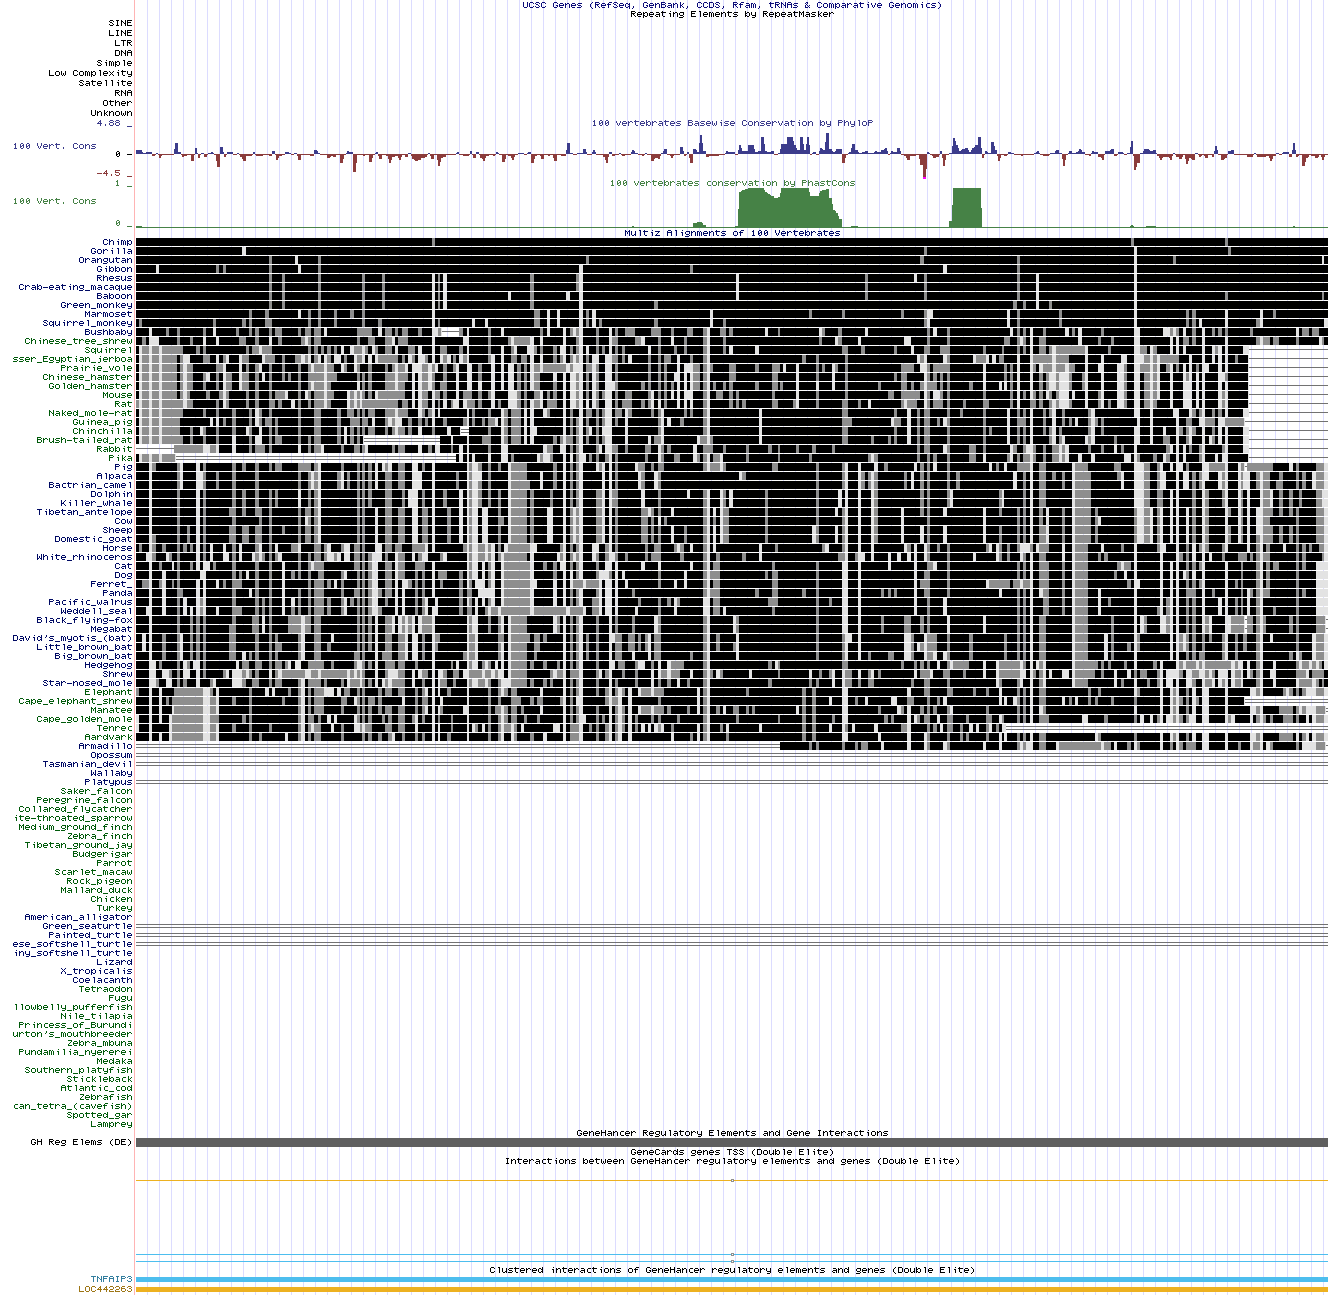 UCSC Genes (RefSeq, GenBank, CCDS, Rfam, tRNAs & Comparative Genomics)
Repeating Elements by RepeatMasker
SINE
LINE
LTR
DNA
Simple
Low Complexity
Satellite
RNA
Other
Unknown
4.88 _
100 vertebrates Basewise Conservation by PhyloP
100 Vert. Cons
0 _
-4.5 _
1 _
100 vertebrates conservation by PhastCons
100 Vert. Cons
0 _
Multiz Alignments of 100 Vertebrates
Chimp
Gorilla
Orangutan
Gibbon
Rhesus
Crab-eating_macaque
Baboon
Green_monkey
Marmoset
Squirrel_monkey
Bushbaby
Chinese_tree_shrew
Squirrel
sser_Egyptian_jerboa
Prairie_vole
Chinese_hamster
Golden_hamster
Mouse
Rat
Naked_mole-rat
Guinea_pig
Chinchilla
Brush-tailed_rat
Rabbit
Pika
Pig
Alpaca
Bactrian_camel
Dolphin
Killer_whale
Tibetan_antelope
Cow
Sheep
Domestic_goat
Horse
White_rhinoceros
Cat
Dog
Ferret_
Panda
Pacific_walrus
Weddell_seal
Black_flying-fox
Megabat
David's_myotis_(bat)
Little_brown_bat
Big_brown_bat
Hedgehog
Shrew
Star-nosed_mole
Elephant
Cape_elephant_shrew
Manatee
Cape_golden_mole
Tenrec
Aardvark
Armadillo
Opossum
Tasmanian_devil
Wallaby
Platypus
Saker_falcon
Peregrine_falcon
Collared_flycatcher
ite-throated_sparrow
Medium_ground_finch
Zebra_finch
Tibetan_ground_jay
Budgerigar
Parrot
Scarlet_macaw
Rock_pigeon
Mallard_duck
Chicken
Turkey
American_alligator
Green_seaturtle
Painted_turtle
ese_softshell_turtle
iny_softshell_turtle
Lizard
X_tropicalis
Coelacanth
Tetraodon
Fugu
llowbelly_pufferfish
Nile_tilapia
Princess_of_Burundi
urton's_mouthbreeder
Zebra_mbuna
Pundamilia_nyererei
Medaka
Southern_platyfish
Stickleback
Atlantic_cod
Zebrafish
can_tetra_(cavefish)
Spotted_gar
Lamprey
GeneHancer Regulatory Elements and Gene Interactions
GH Reg Elems (DE)
GeneCards genes TSS (Double Elite)
Interactions between GeneHancer regulatory elements and genes (Double Elite)
Clustered interactions of GeneHancer regulatory elements and genes (Double Elite)
TNFAIP3
LOC442263